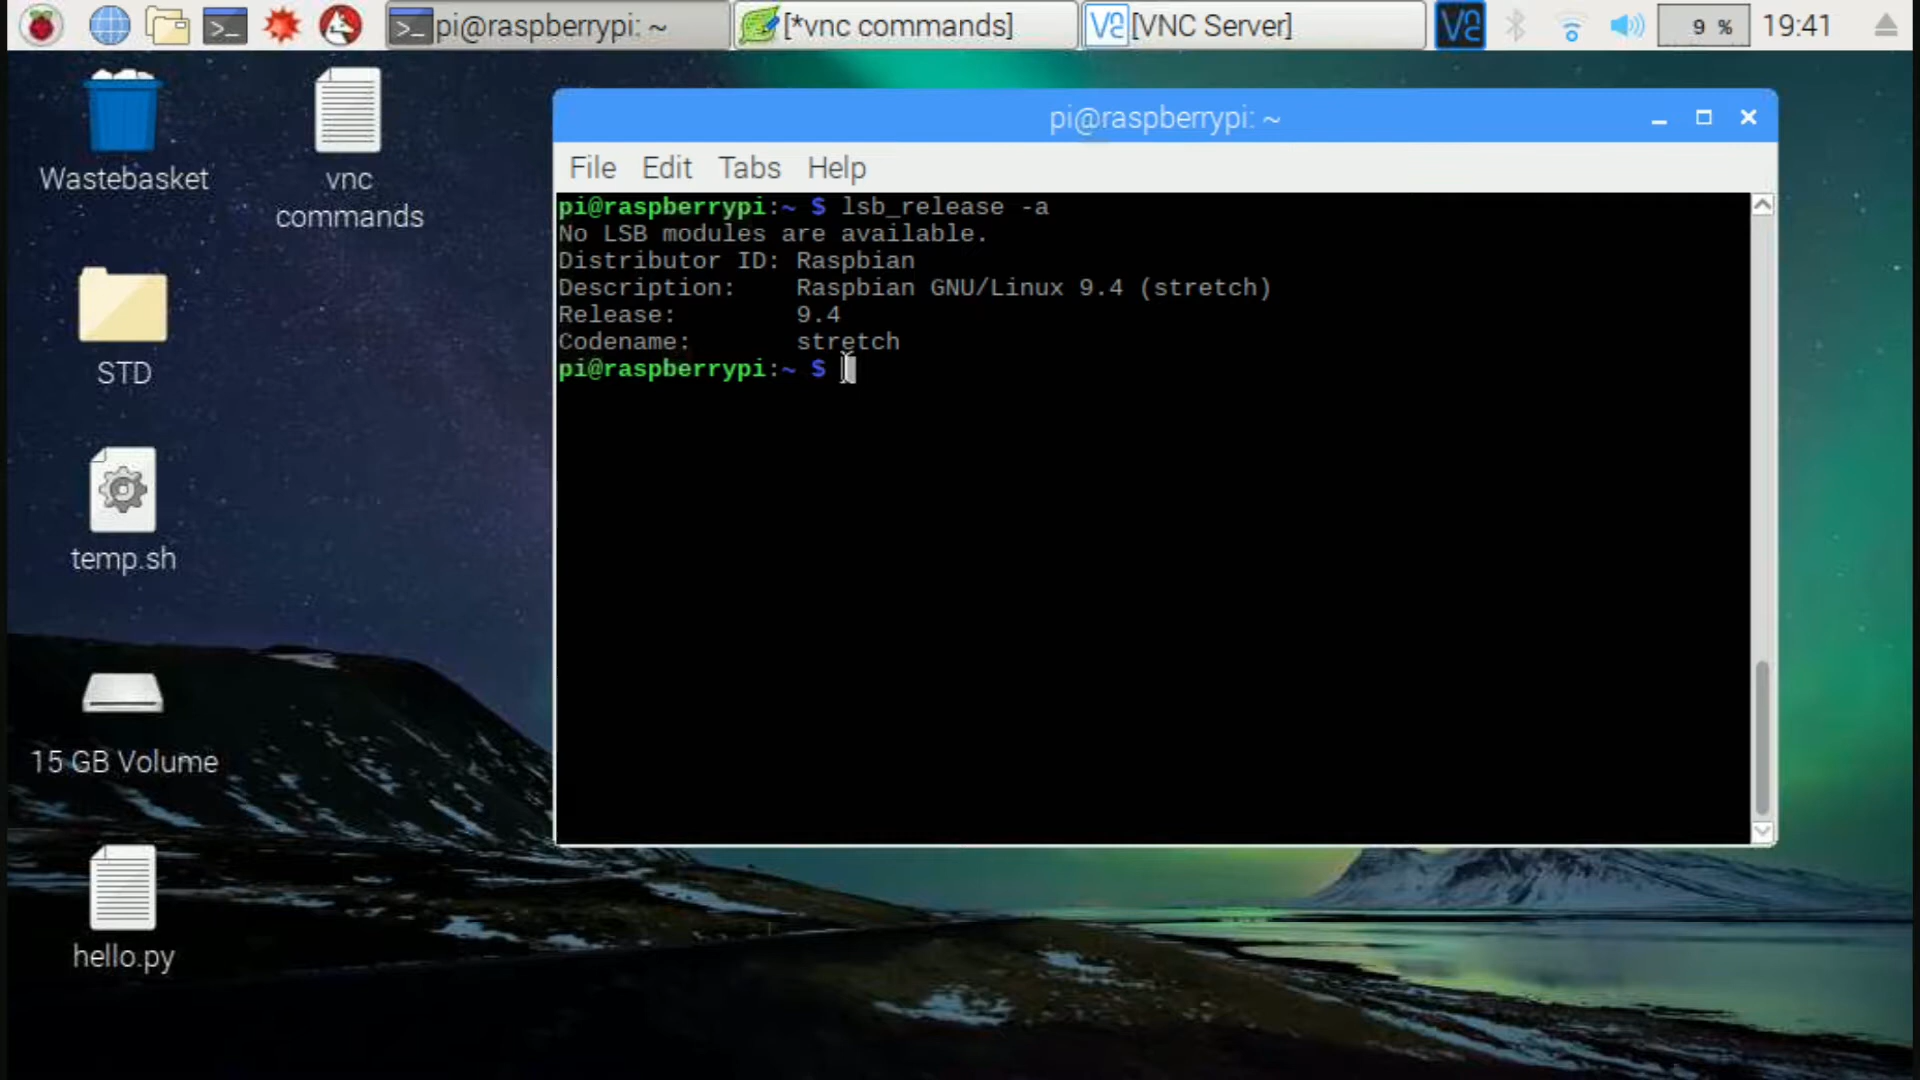 pi@raspberrypi: ~
[*vnc commands]
[VNC Server]
9 %
19:41
Wastebasket
vnc
commands
STD
temp.sh
15 GB Volume
hello.py
pi@raspberrypi: ~
File Edit Tabs Help
pi@raspberrypi:~ $ lsb_release -a
No LSB modules are available.
Distributor ID: Raspbian
Description:    Raspbian GNU/Linux 9.4 (stretch)
Release:        9.4
Codename:       stretch
pi@raspberrypi:~ $